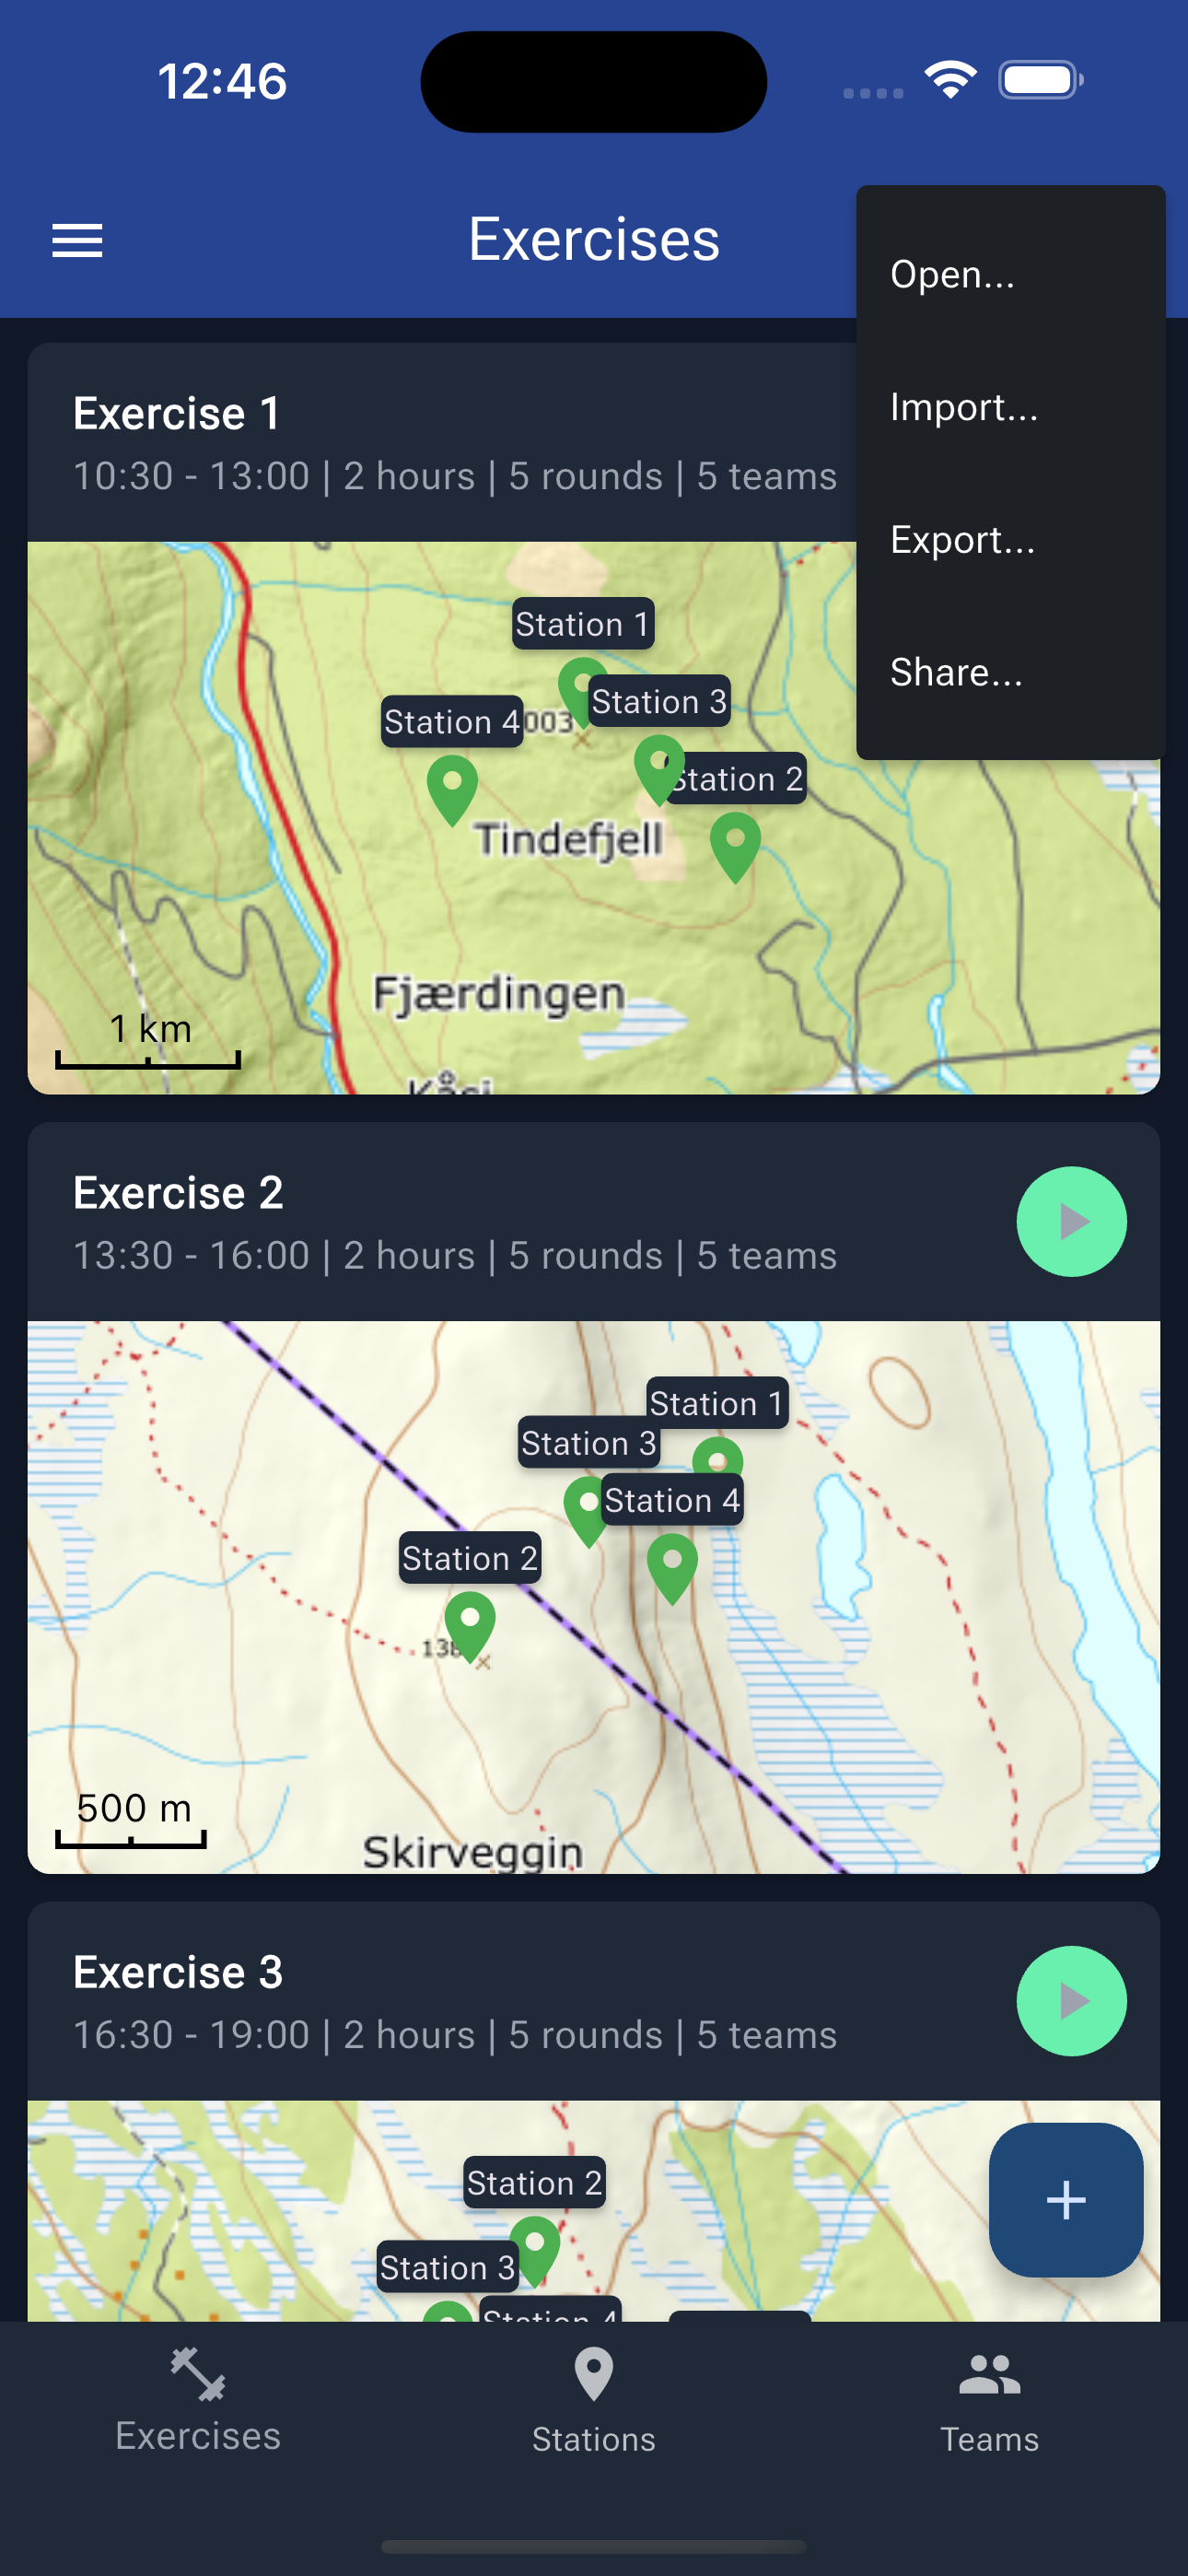 12:46
Exercises
Open...
Import...
Export...
Share...
Exercise 1
10:30 - 13:00 | 2 hours | 5 rounds | 5 teams
Station 1
Station 3
Station 4
003
Station 2
Tindefjell
Fjærdingen
1 km
Exercise 2
13:30 - 16:00 | 2 hours | 5 rounds | 5 teams
Station 1
Station 3
Station 4
Station 2
Skirveggin
500 m
Exercise 3
16:30 - 19:00 | 2 hours | 5 rounds | 5 teams
Station 2
Station 3
Station 4
Exercises
Stations
Teams